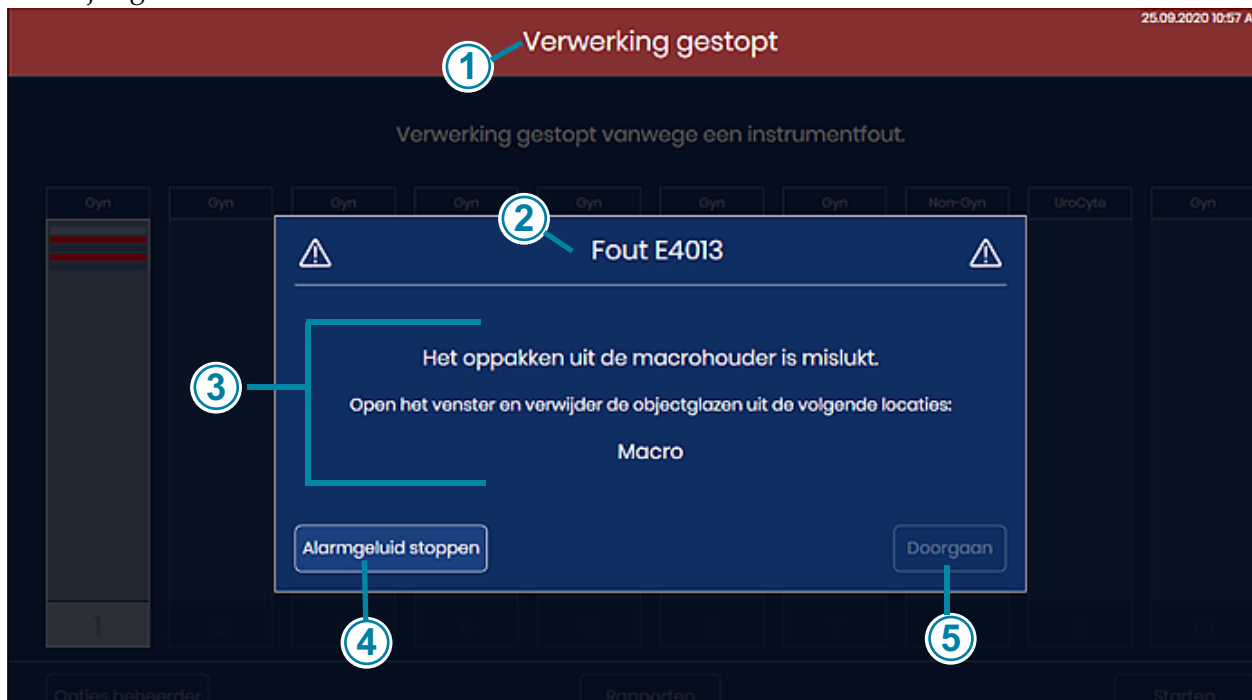 25.09.2020 10:57 A
Verwerking gestopt
1
Verwerking gestopt vanwege een instrumentfout.
Gyn Gyn Gyn Gyn Gyn Gyn Gyn Non-Gyn UroCyte Gyn
2
Fout E4013
Het oppakken uit de macrohouder is mislukt.
3
Open het venster en verwijder de objectglazen uit de volgende locaties:
Macro
Alarmgeluid stoppen
Doorgaan
1
4
5
Opties beheerder
Rapporten
Starten